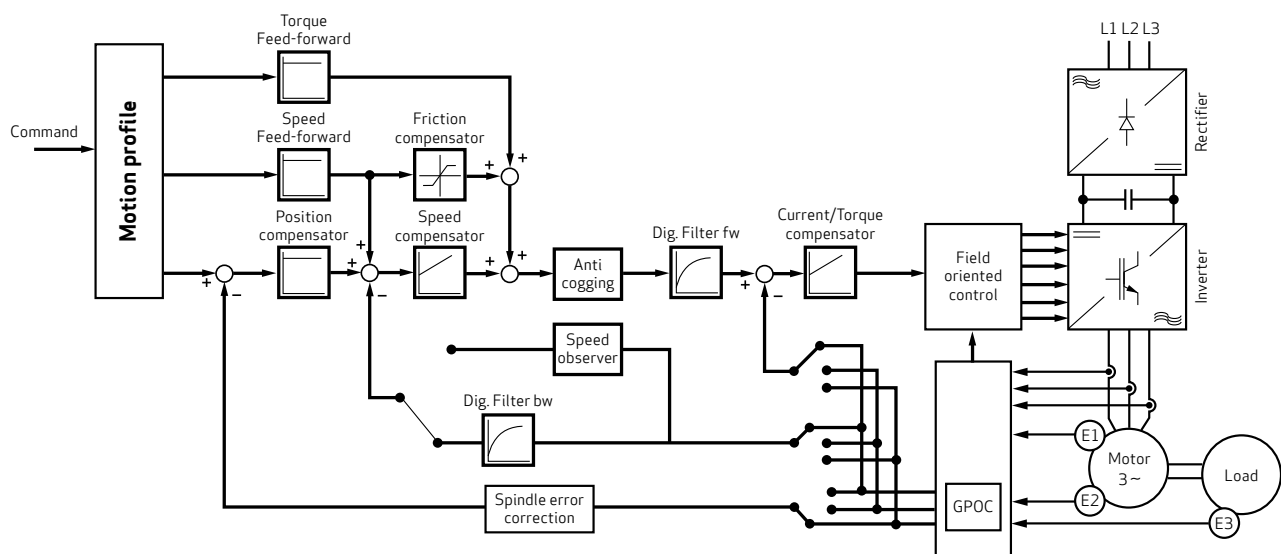 Torque
Feed-forward
L1 L2 L3
Command
Motion profile
Speed
Feed-forward
Friction
compensator
+
+
Rectifier
Position
compensator
Speed
compensator
Current/Torque
compensator
Dig. Filter fw
+
+
+
+
+
+
−
−
−
Anti
cogging
Field
oriented
control
Inverter
Speed
observer
Dig. Filter bw
Spindle error
correction
GPOC
E1
Motor
3~
E2
Load
E3